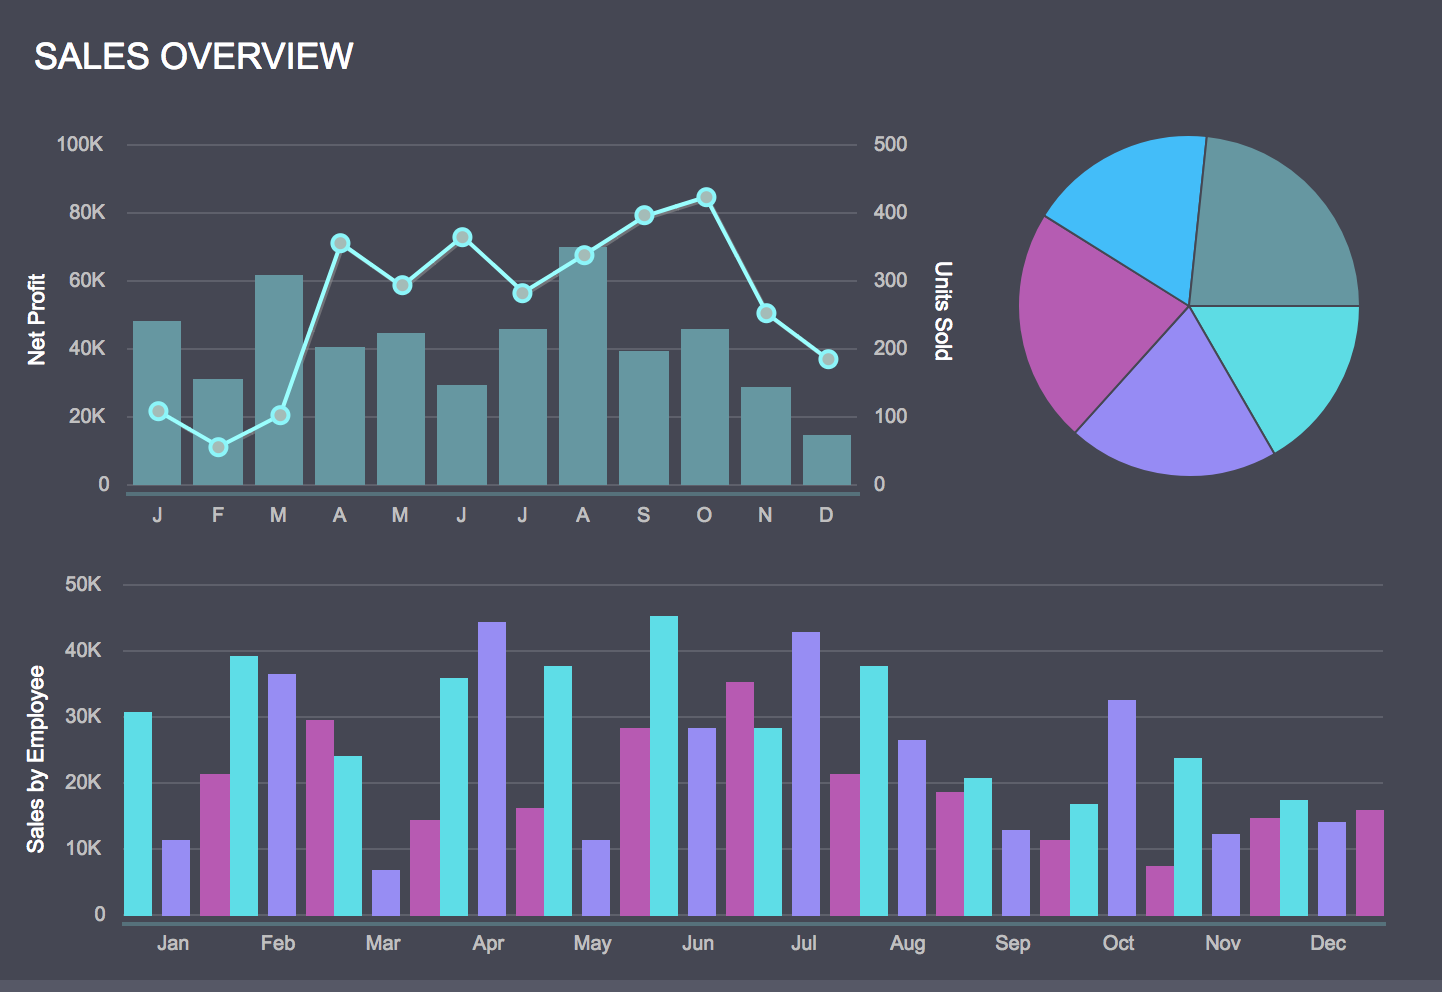 SALES OVERVIEW
100K
80K
60K
40K
20K
0
Net Profit
500
400
300
200
100
0
Units Sold
J F M A M J J A S O N D
50K
40K
30K
20K
10K
0
Sales by Employee
Jan Feb Mar Apr May Jun Jul Aug Sep Oct Nov Dec